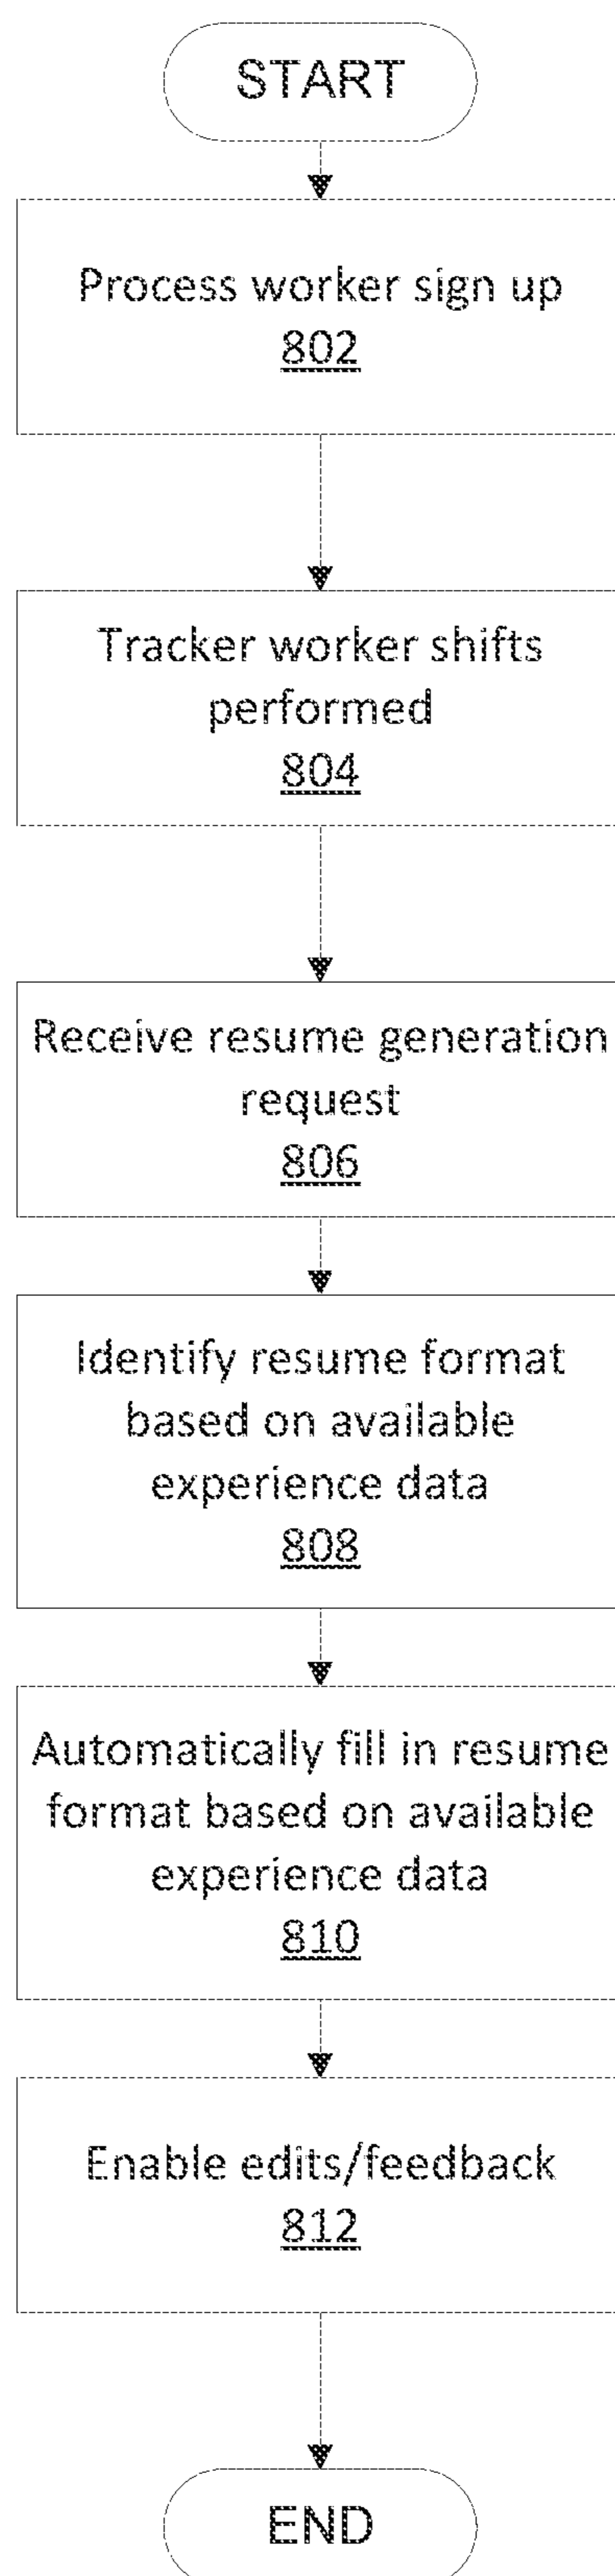 START
Process worker sign up
802
Tracker worker shifts
performed
804
Receive resume generation
request
806
Identify resume format
based on available
experience data
808
Automatically fill in resume
format based on available
experience data
810
Enable edits/feedback
812
END